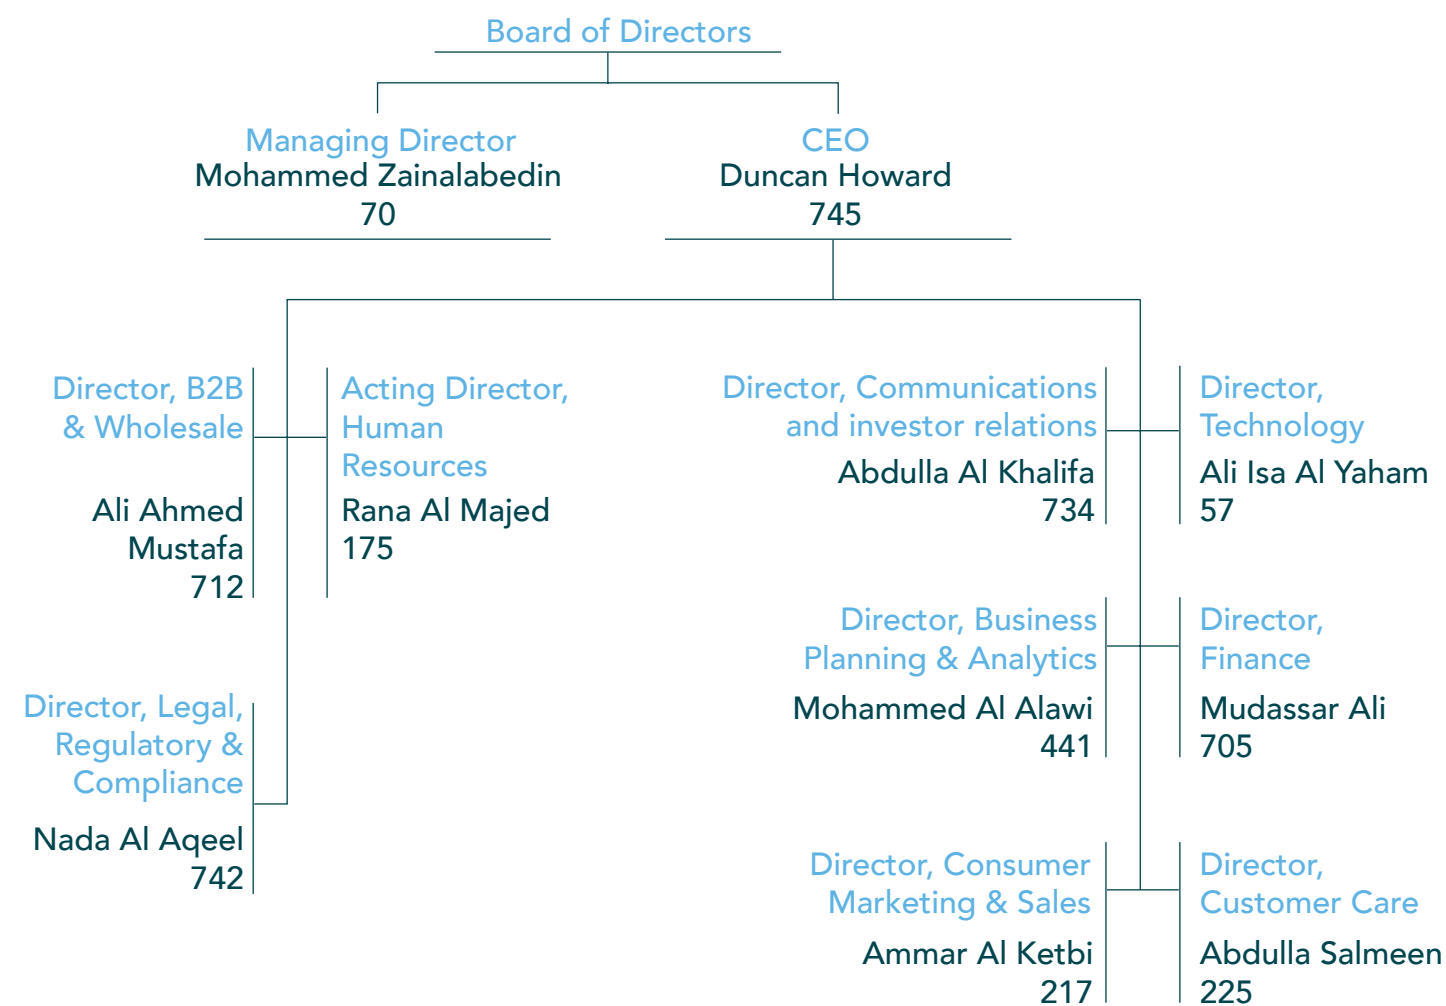 Board of Directors
Managing Director
Mohammed Zainalabedin
70
CEO
Duncan Howard
745
Director, B2B
& Wholesale
Ali Ahmed
Mustafa
712
Acting Director,
Human
Resources
Rana Al Majed
175
Director, Communications
and investor relations
Abdulla Al Khalifa
734
Director,
Technology
Ali Isa Al Yaham
57
Director, Legal,
Regulatory &
Compliance
Nada Al Aqeel
742
Director, Business
Planning & Analytics
Mohammed Al Alawi
441
Director,
Finance
Mudassar Ali
705
Director, Consumer
Marketing & Sales
Ammar Al Ketbi
217
Director,
Customer Care
Abdulla Salmeen
225